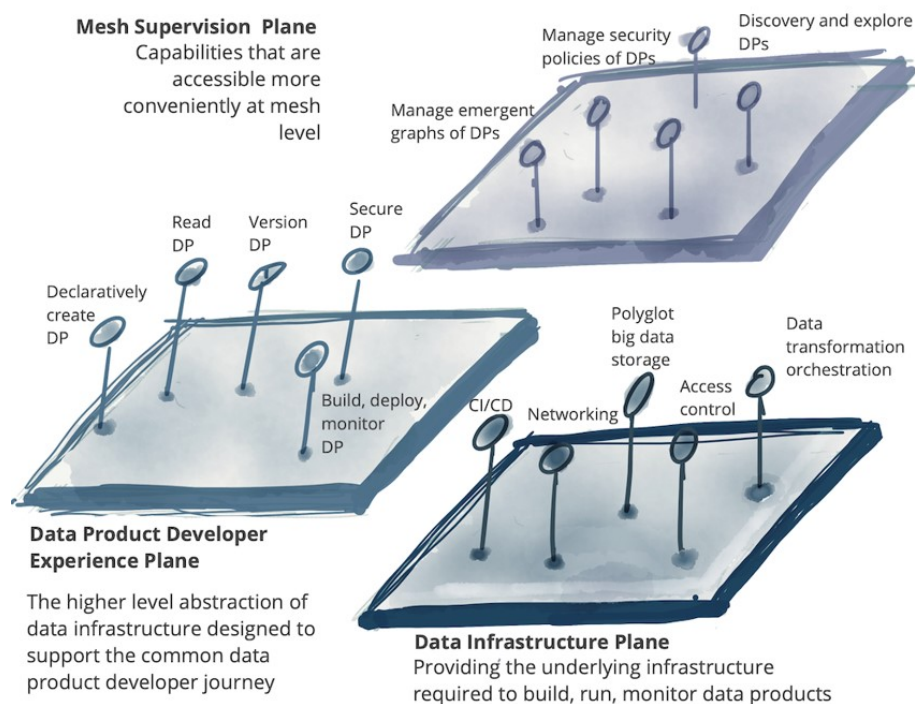 Mesh Supervision Plane
Capabilities that are
accessible more
conveniently at mesh
level
Manage security
policies of DPs
Discovery and explore
DPs
Manage emergent
graphs of DPs
Declaratively
create
DP
Read
DP
Version
DP
Secure
DP
Build, deploy,
monitor
DP
Data Product Developer
Experience Plane
The higher level abstraction of
data infrastructure designed to
support the common data
product developer journey
CI/CD
Networking
Polyglot
big data
storage
Access
control
Data
transformation
orchestration
Data Infrastructure Plane
Providing the underlying infrastructure
required to build, run, monitor data products